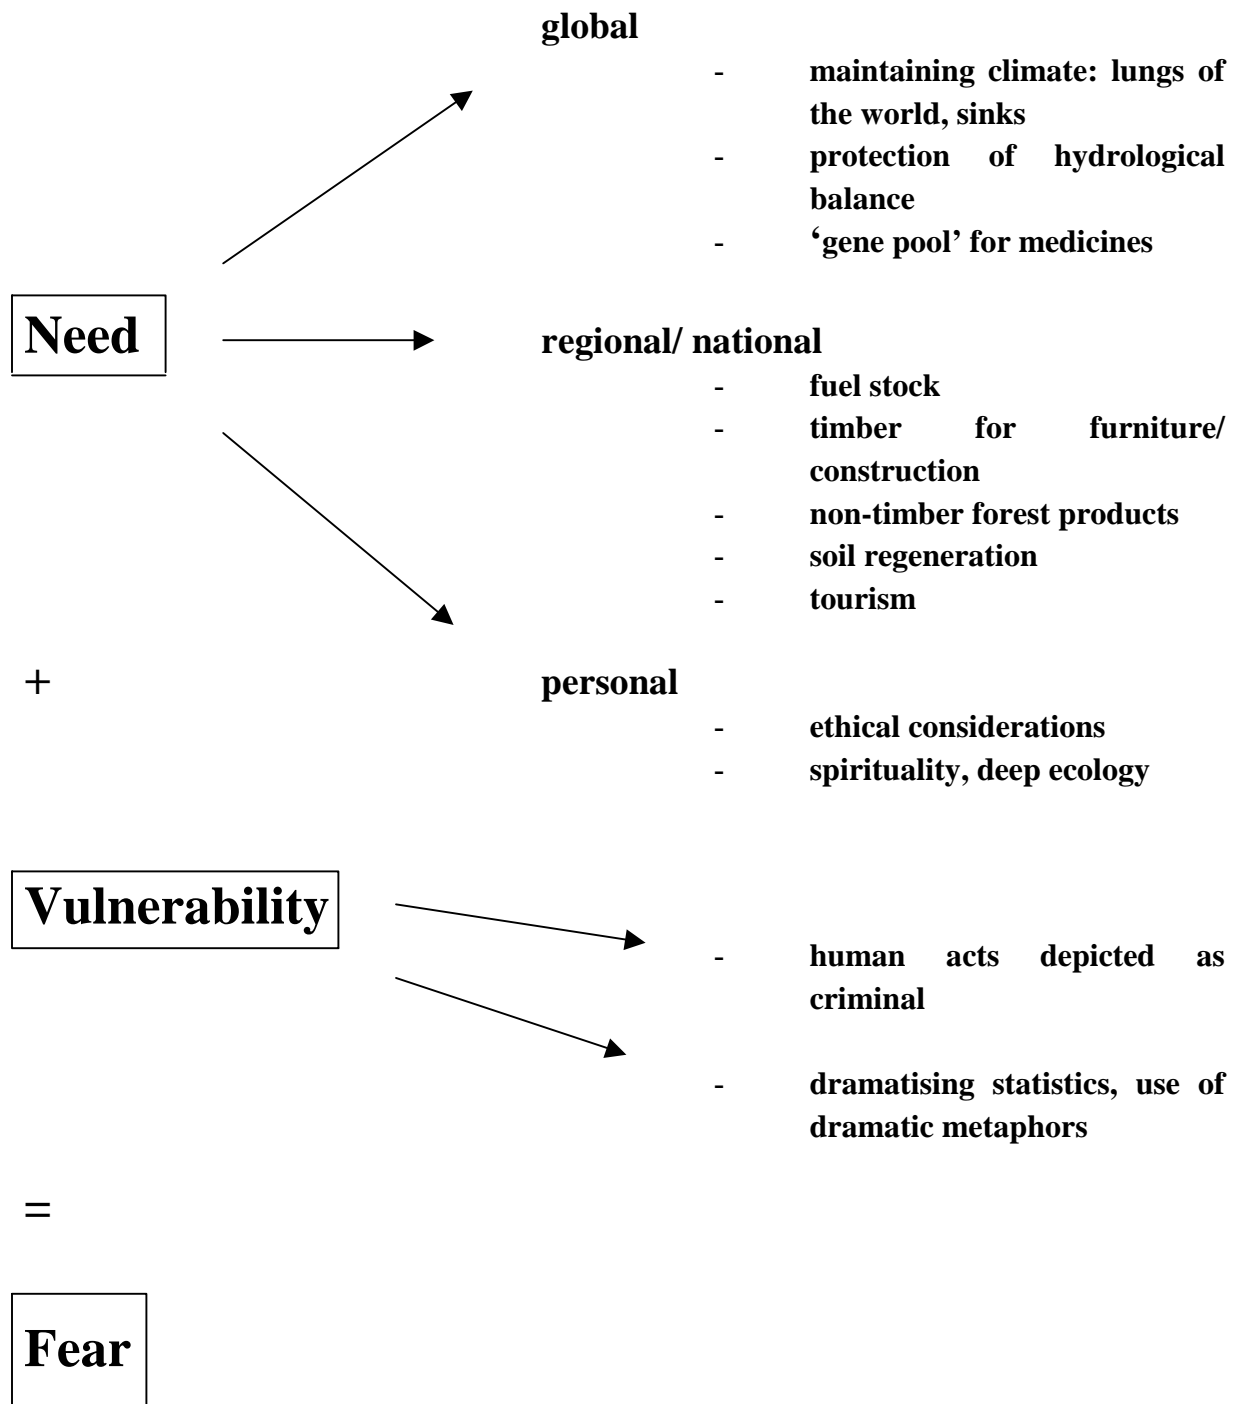 global
- maintaining climate: lungs of
the world, sinks
- protection of hydrological
balance
- ‘gene pool’ for medicines
Need
regional/ national
- fuel stock
- timber for furniture/
construction
- non-timber forest products
- soil regeneration
- tourism
+
personal
- ethical considerations
- spirituality, deep ecology
Vulnerability
- human acts depicted as
criminal
- dramatising statistics, use of
dramatic metaphors
=
Fear